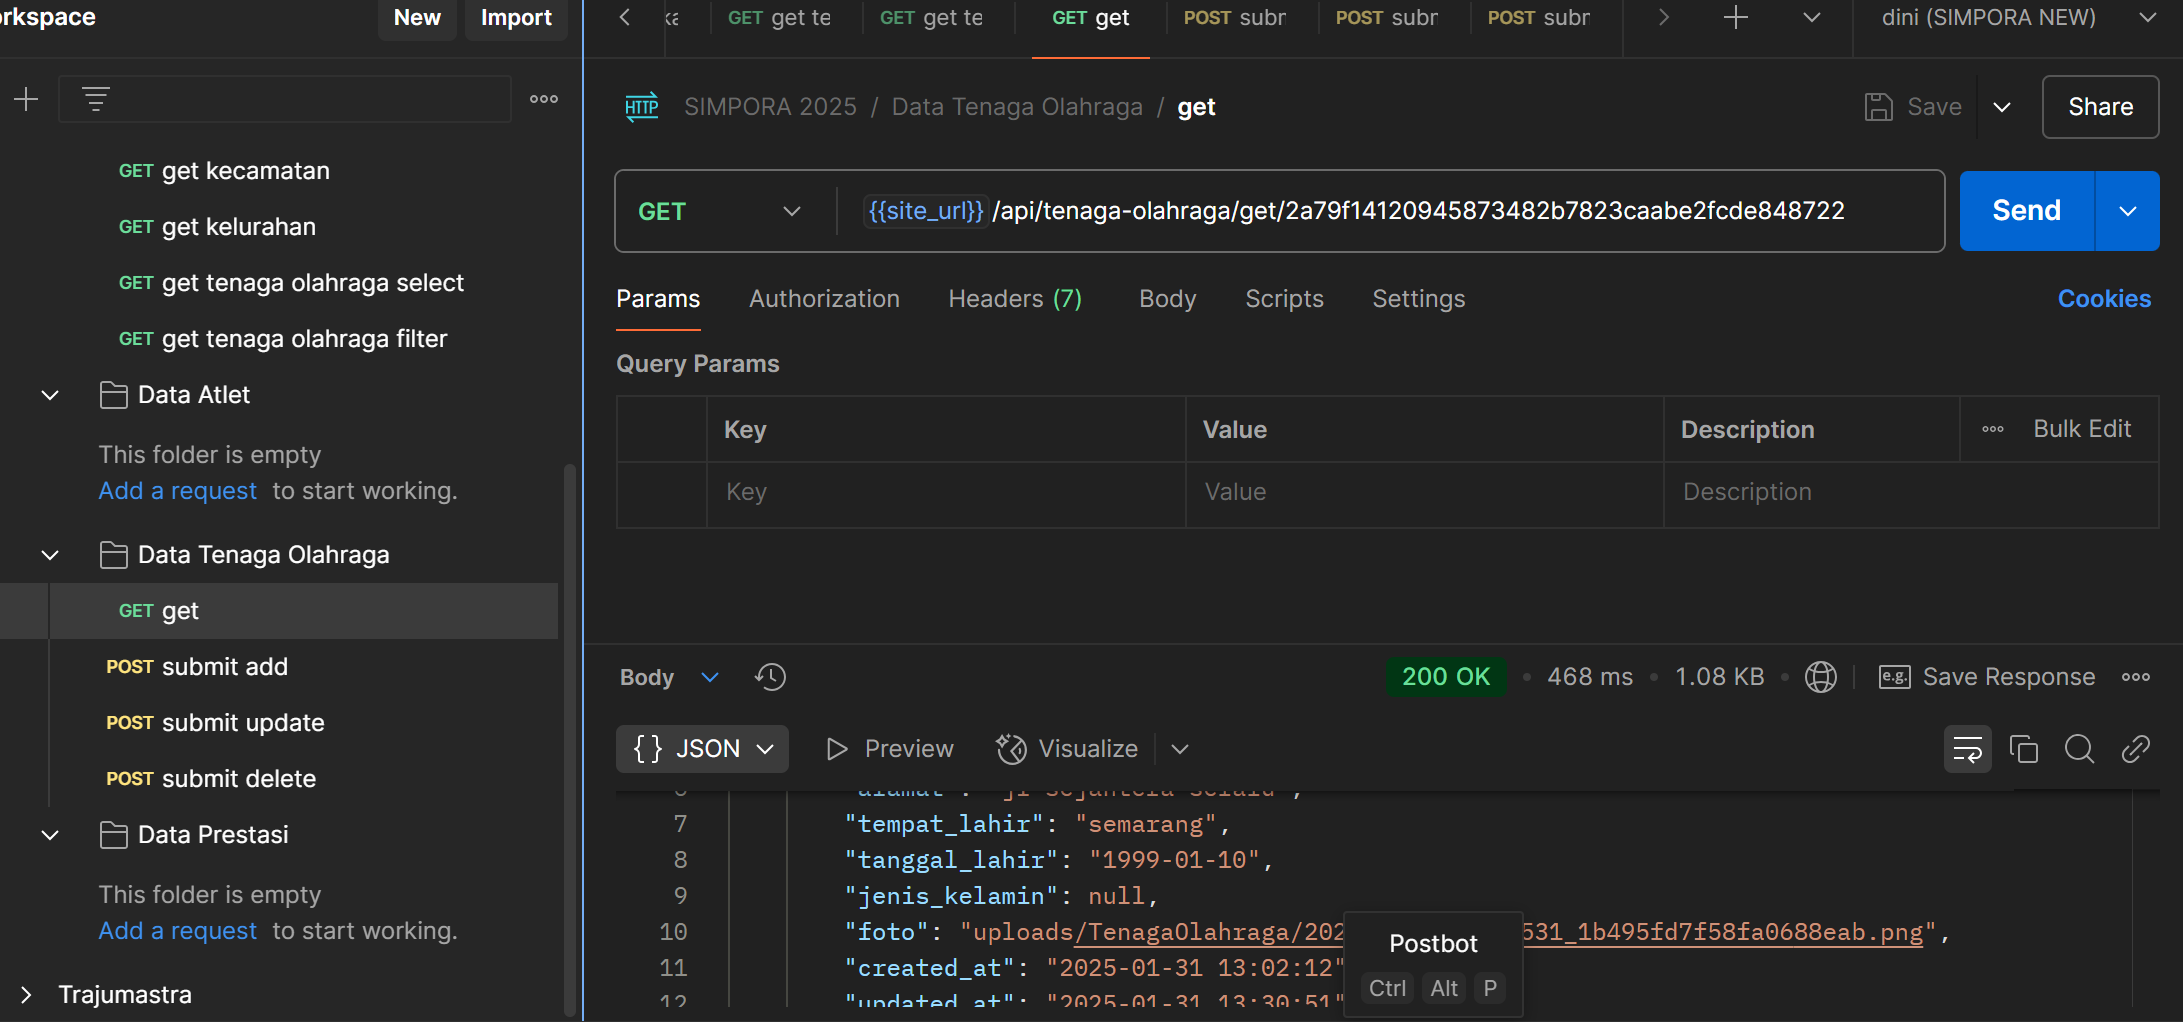 rkspace
New
Import
GET get te
GET get te
GET get
POST subr
POST subr
POST subr
dini (SIMPORA NEW)
GET get kecamatan
GET get kelurahan
GET get tenaga olahraga select
GET get tenaga olahraga filter
Data Atlet
This folder is empty
Add a request to start working.
Data Tenaga Olahraga
GET get
POST submit add
POST submit update
POST submit delete
Data Prestasi
This folder is empty
Add a request to start working.
Trajumastra
HTTP SIMPORA 2025 / Data Tenaga Olahraga / get
Save
Share
GET
{{site_url}}/api/tenaga-olahraga/get/2a79f14120945873482b7823caabe2fcde848722
Send
Params
Authorization
Headers (7)
Body
Scripts
Settings
Cookies
Query Params
Key
Value
Description
Bulk Edit
Key
Value
Description
Body
200 OK • 468 ms • 1.08 KB •
e.g. Save Response
{} JSON
Preview
Visualize
7 "tempat_lahir": "semarang",
8 "tanggal_lahir": "1999-01-10",
9 "jenis_kelamin": null,
10 "foto": "uploads/TenagaOlahraga/202 531_1b495fd7f58fa0688eab.png",
11 "created_at": "2025-01-31 13:02:12"
12 "updated_at": "2025-01-31 13:30:51"
Postbot
Ctrl Alt P